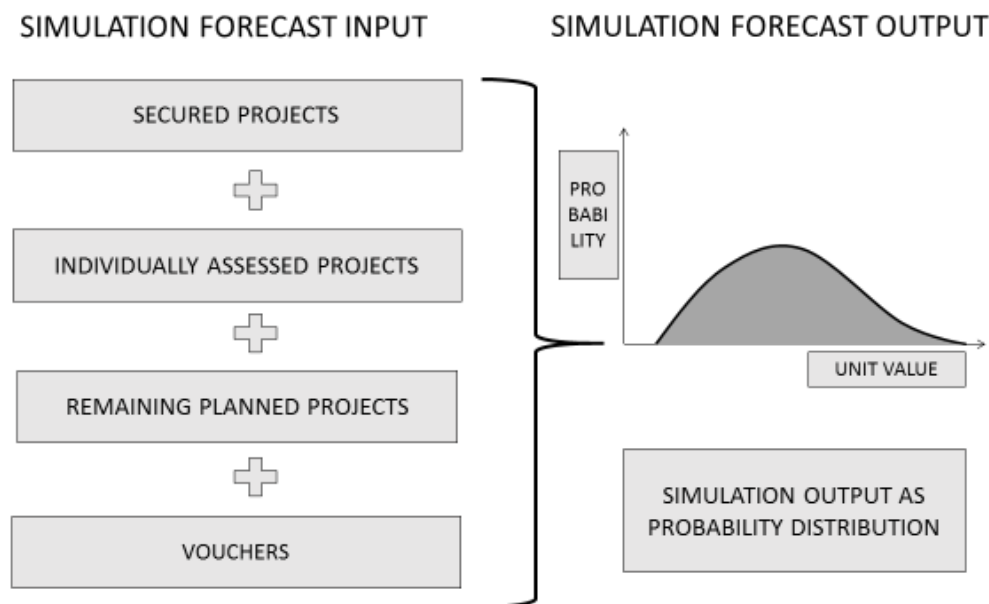 SIMULATION FORECAST INPUT
SECURED PROJECTS
INDIVIDUALLY ASSESSED PROJECTS
REMAINING PLANNED PROJECTS
VOUCHERS
SIMULATION FORECAST OUTPUT
PRO
BABI
LITY
UNIT VALUE
SIMULATION OUTPUT AS
PROBABILITY DISTRIBUTION